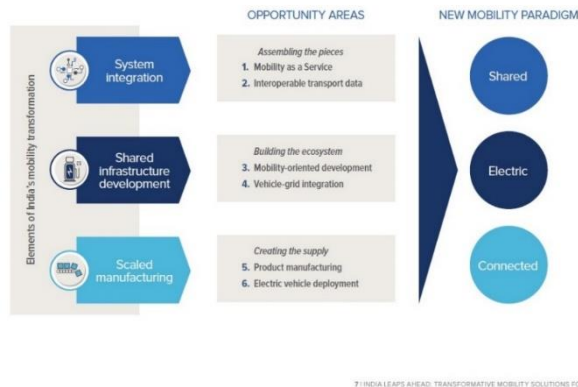 OPPORTUNITY AREAS
NEW MOBILITY PARADIGM
Elements of India's mobility transformation
System
integration
Assembling the pieces
1. Mobility as a Service
2. Interoperable transport data
Shared
Shared
infrastructure
development
Building the ecosystem
3. Mobility-oriented development
4. Vehicle-grid integration
Electric
Scaled
manufacturing
Creating the supply
5. Product manufacturing
6. Electric vehicle deployment
Connected
7 | INDIA LEAPS AHEAD: TRANSFORMATIVE MOBILITY SOLUTIONS FO